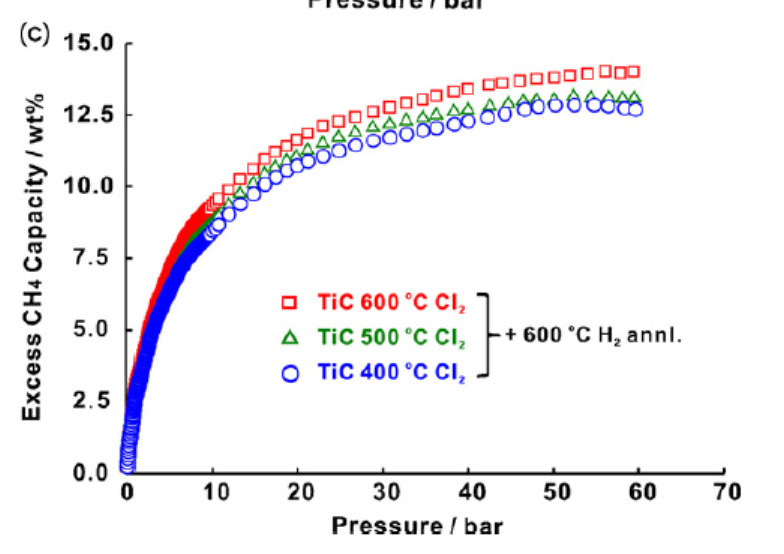 Pressure / bar
(c)
15.0
12.5
10.0
7.5
5.0
2.5
0.0
Excess CH₄ Capacity / wt%
TiC 600 °C Cl₂
TiC 500 °C Cl₂
TiC 400 °C Cl₂
+ 600 °C H₂ annl.
0 10 20 30 40 50 60 70
Pressure / bar